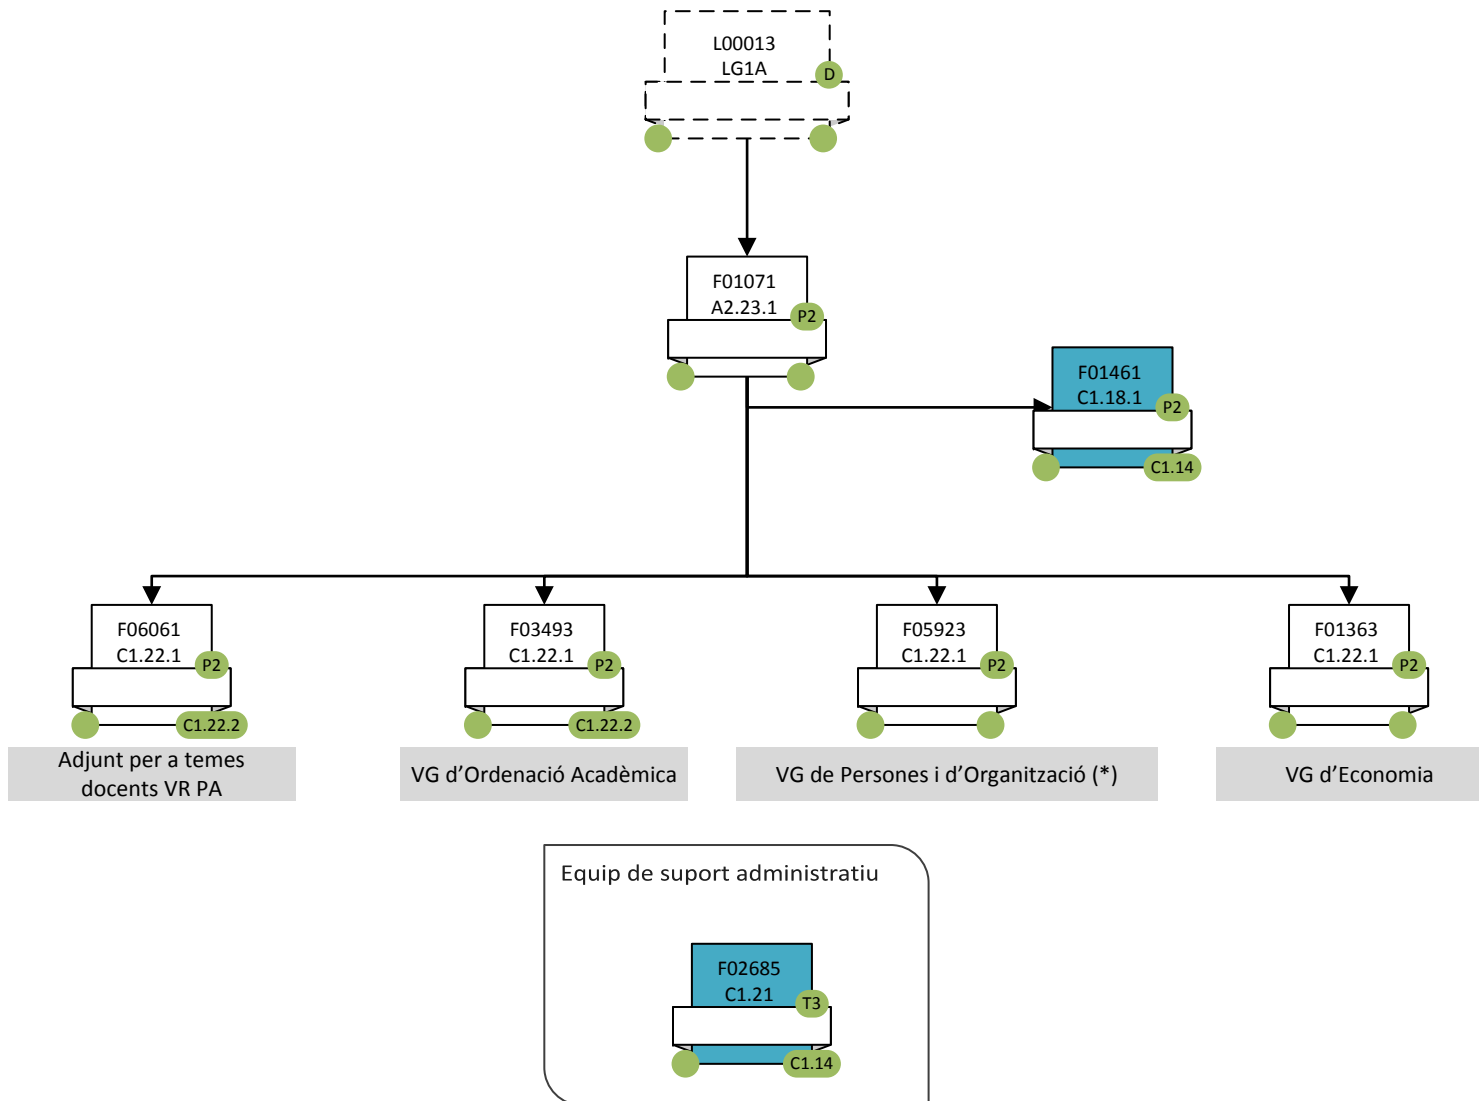 L00013
LG1A
D
F01071
A2.23.1
P2
F01461
C1.18.1
P2
C1.14
F06061
C1.22.1
P2
C1.22.2
F03493
C1.22.1
P2
C1.22.2
F05923
C1.22.1
P2
F01363
C1.22.1
P2
Adjunt per a temes
docents VR PA
VG d’Ordenació Acadèmica
VG de Persones i d’Organització (*)
VG d’Economia
Equip de suport administratiu
F02685
C1.21
T3
C1.14